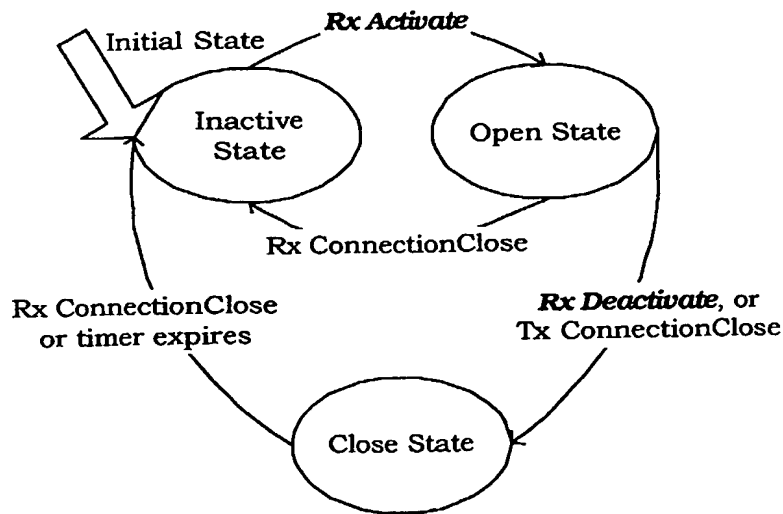 Rx Activate
Initial State
Inactive
State
Open State
Rx ConnectionClose
Rx ConnectionClose
or timer expires
Rx Deactivate, or
Tx ConnectionClose
Close State